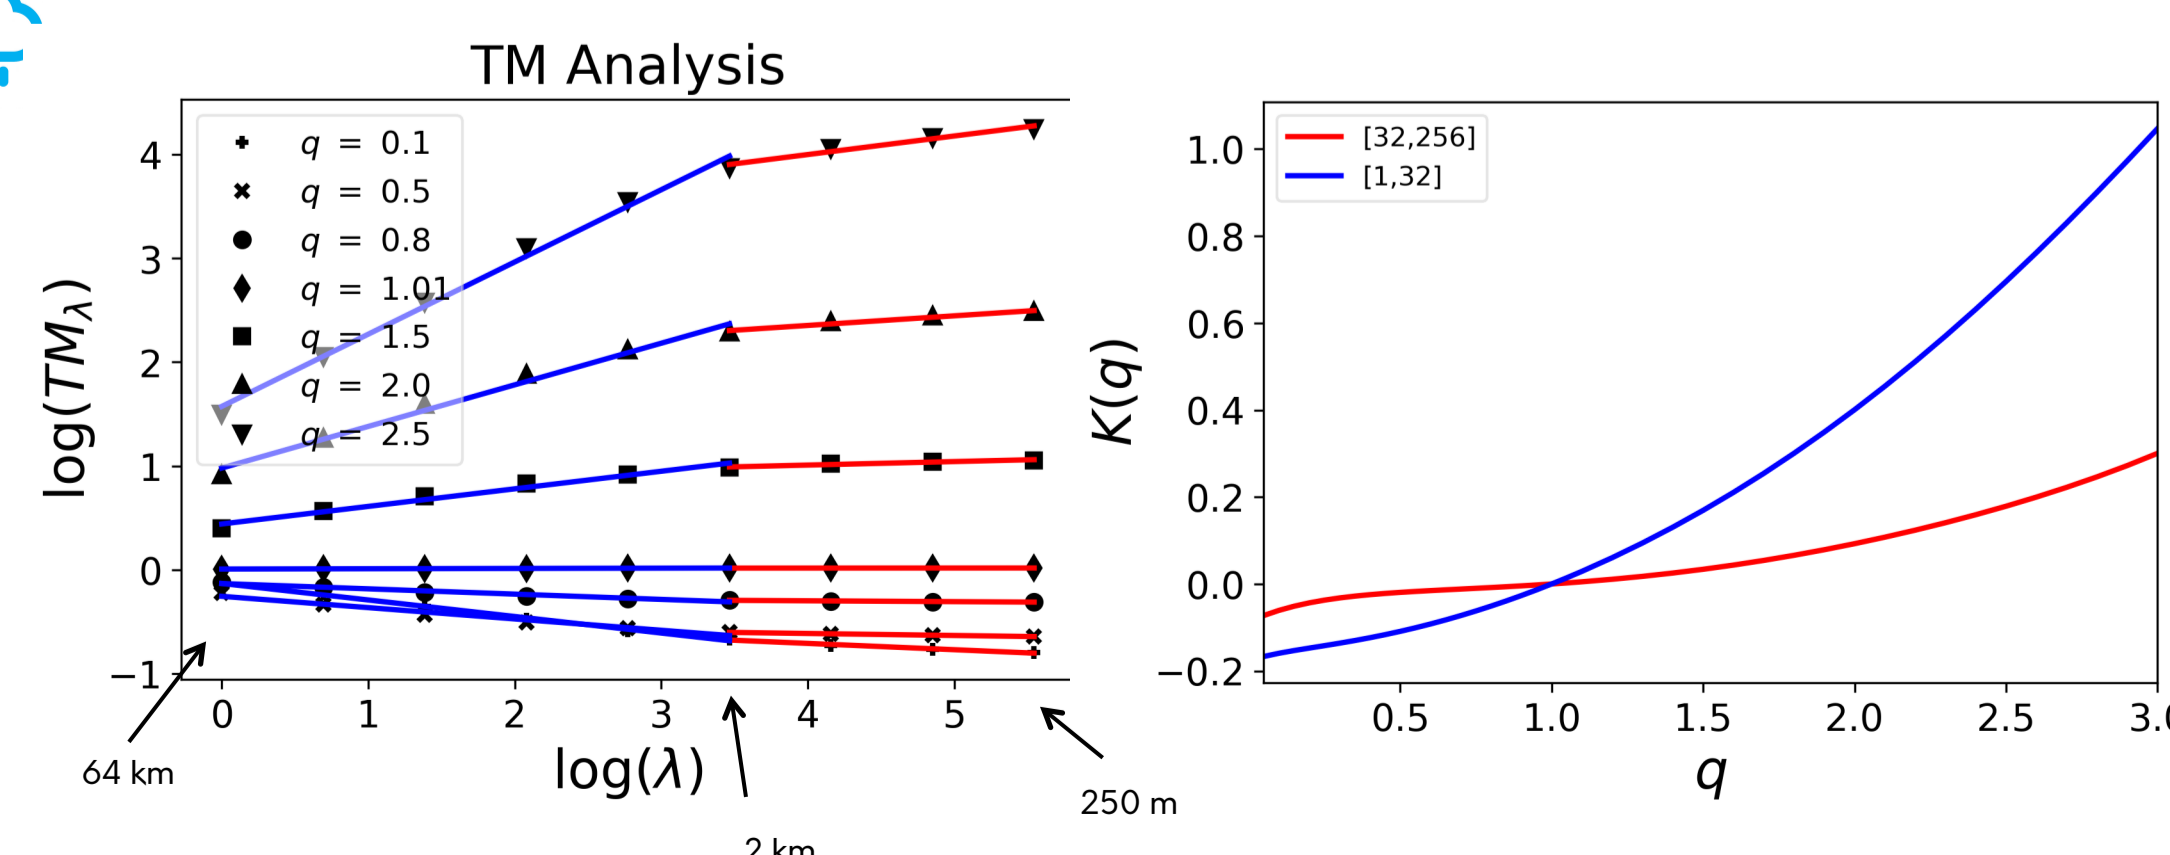 TM Analysis
log(TMλ)
4
3
2
1
0
−1
q = 0.1
q = 0.5
q = 0.8
q = 1.01
q = 1.5
q = 2.0
q = 2.5
0 1 2 3 4 5
log(λ)
64 km
2 km
250 m
K(q)
1.0
0.8
0.6
0.4
0.2
0.0
−0.2
[32,256]
[1,32]
0.5 1.0 1.5 2.0 2.5 3.0
q